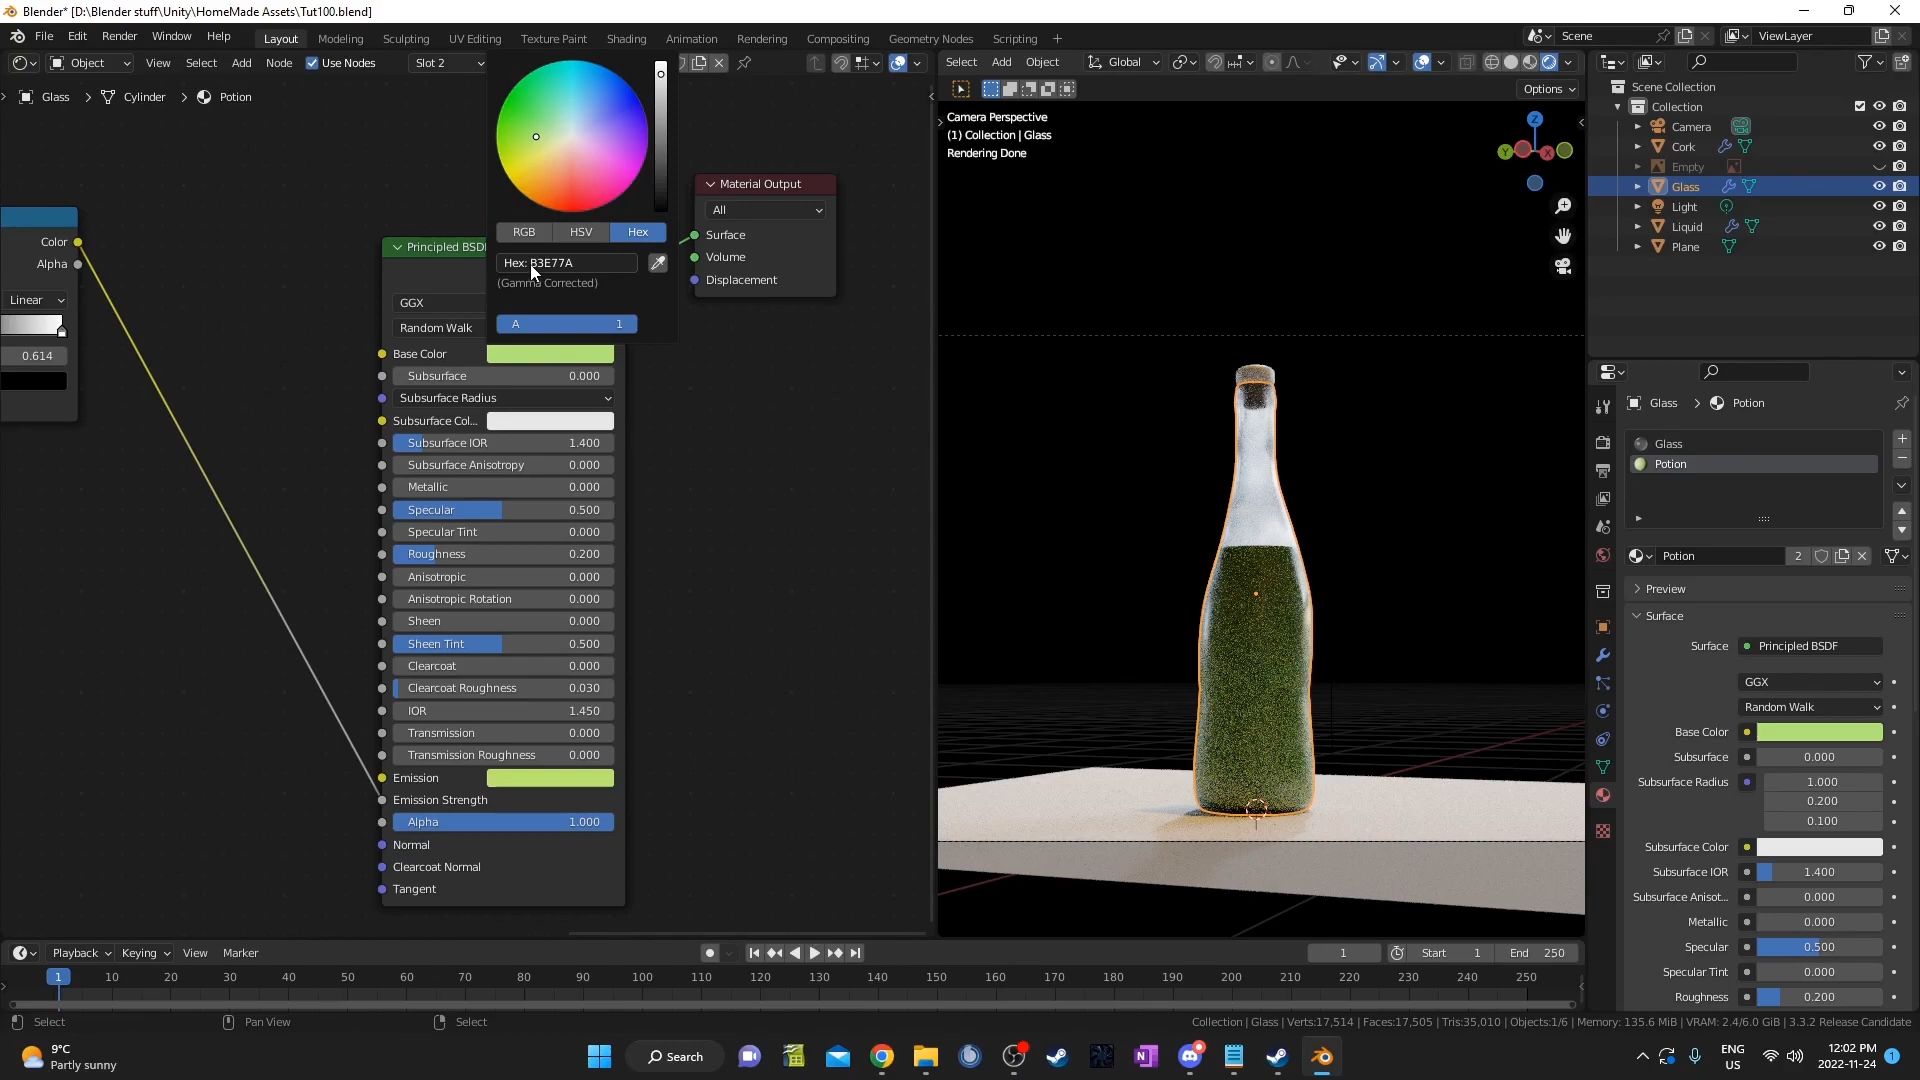 Blender* [D:\Blender stuff\Unity\HomeMade Assets\Tut100.blend]
File Edit Render Window Help Layout Modeling Sculpting UV Editing Texture Paint Shading Animation Rendering Compositing Geometry Nodes Scripting + Scene ViewLayer
Object View Select Add Node Use Nodes Slot 2
Select Add Object Global
Options
Glass > Cylinder > Potion
Camera Perspective
(1) Collection | Glass
Rendering Done
Z
Y X
Scene Collection
Collection
Camera
Cork
Empty
Glass
Light
Liquid
Plane
Color
Alpha
Linear
0.614
RGB HSV Hex
Hex: B3E77A
(Gamma Corrected)
A 1
Material Output
All
Surface
Volume
Displacement
Principled BSD
GGX
Random Walk
Base Color
Subsurface 0.000
Subsurface Radius
Subsurface Col...
Subsurface IOR 1.400
Subsurface Anisotropy 0.000
Metallic 0.000
Specular 0.500
Specular Tint 0.000
Roughness 0.200
Anisotropic 0.000
Anisotropic Rotation 0.000
Sheen 0.000
Sheen Tint 0.500
Clearcoat 0.000
Clearcoat Roughness 0.030
IOR 1.450
Transmission 0.000
Transmission Roughness 0.000
Emission
Emission Strength
Alpha 1.000
Normal
Clearcoat Normal
Tangent
Glass > Potion
Glass
Potion
Potion 2
Preview
Surface
Surface Principled BSDF
GGX
Random Walk
Base Color
Subsurface 0.000
Subsurface Radius 1.000
0.200
0.100
Subsurface Color
Subsurface IOR 1.400
Subsurface Anisot... 0.000
Metallic 0.000
Specular 0.500
Specular Tint 0.000
Roughness 0.200
Playback Keying View Marker
1 Start 1 End 250
1 10 20 30 40 50 60 70 80 90 100 110 120 130 140 150 160 170 180 190 200 210 220 230 240 250
Select Pan View Select
Collection | Glass | Verts:17,514 | Faces:17,505 | Tris:35,010 | Objects:1/6 | Memory: 135.6 MiB | VRAM: 2.4/6.0 GiB | 3.3.2 Release Candidate
9°C
Partly sunny
Search
ENG
US
12:02 PM
2022-11-24
1